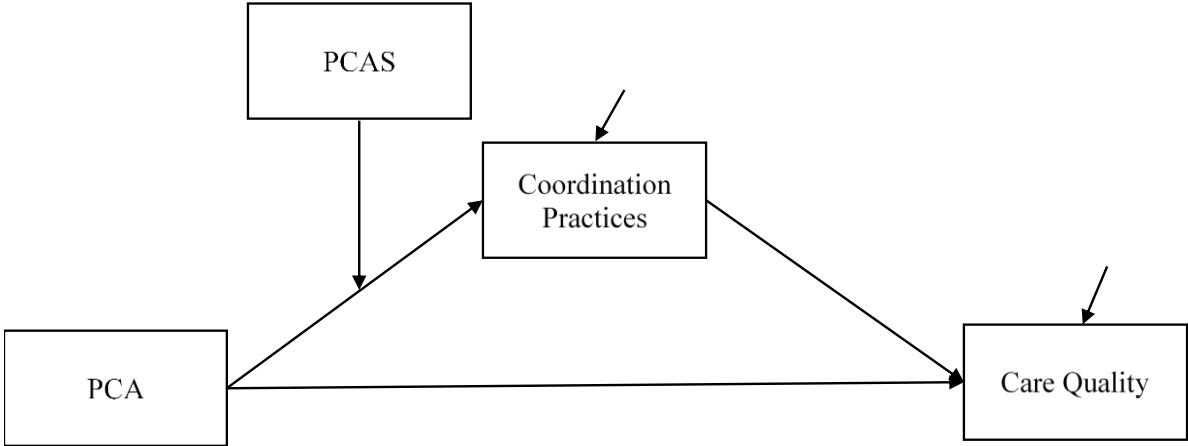 PCAS
Coordination
Practices
PCA
Care Quality